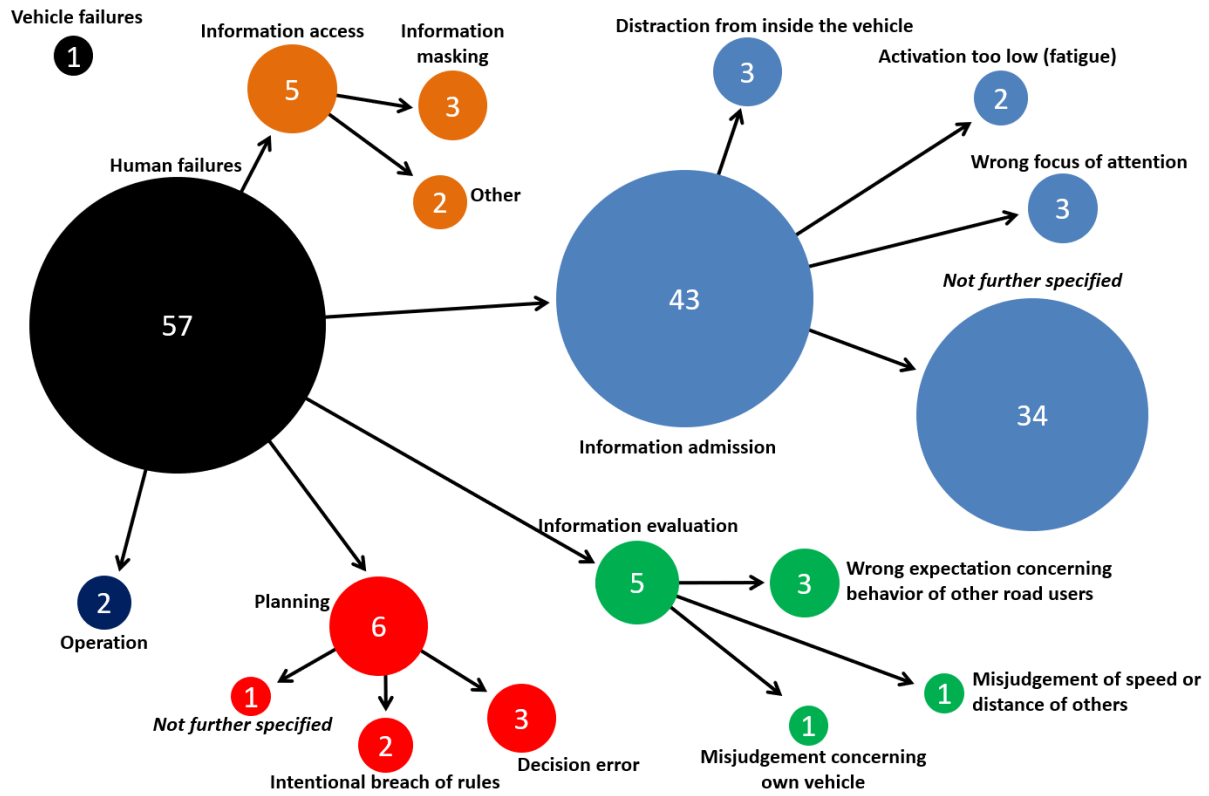 Vehicle failures
1
Information access
5
Information
masking
3
2
Other
Human failures
57
Distraction from inside the vehicle
3
Activation too low (fatigue)
2
Wrong focus of attention
3
Not further specified
34
43
Information admission
Information evaluation
5
3
Wrong expectation concerning
behavior of other road users
1
Misjudgement of speed or
distance of others
1
Misjudgement concerning
own vehicle
2
Operation
Planning
6
1
Not further specified
2
Intentional breach of rules
3
Decision error